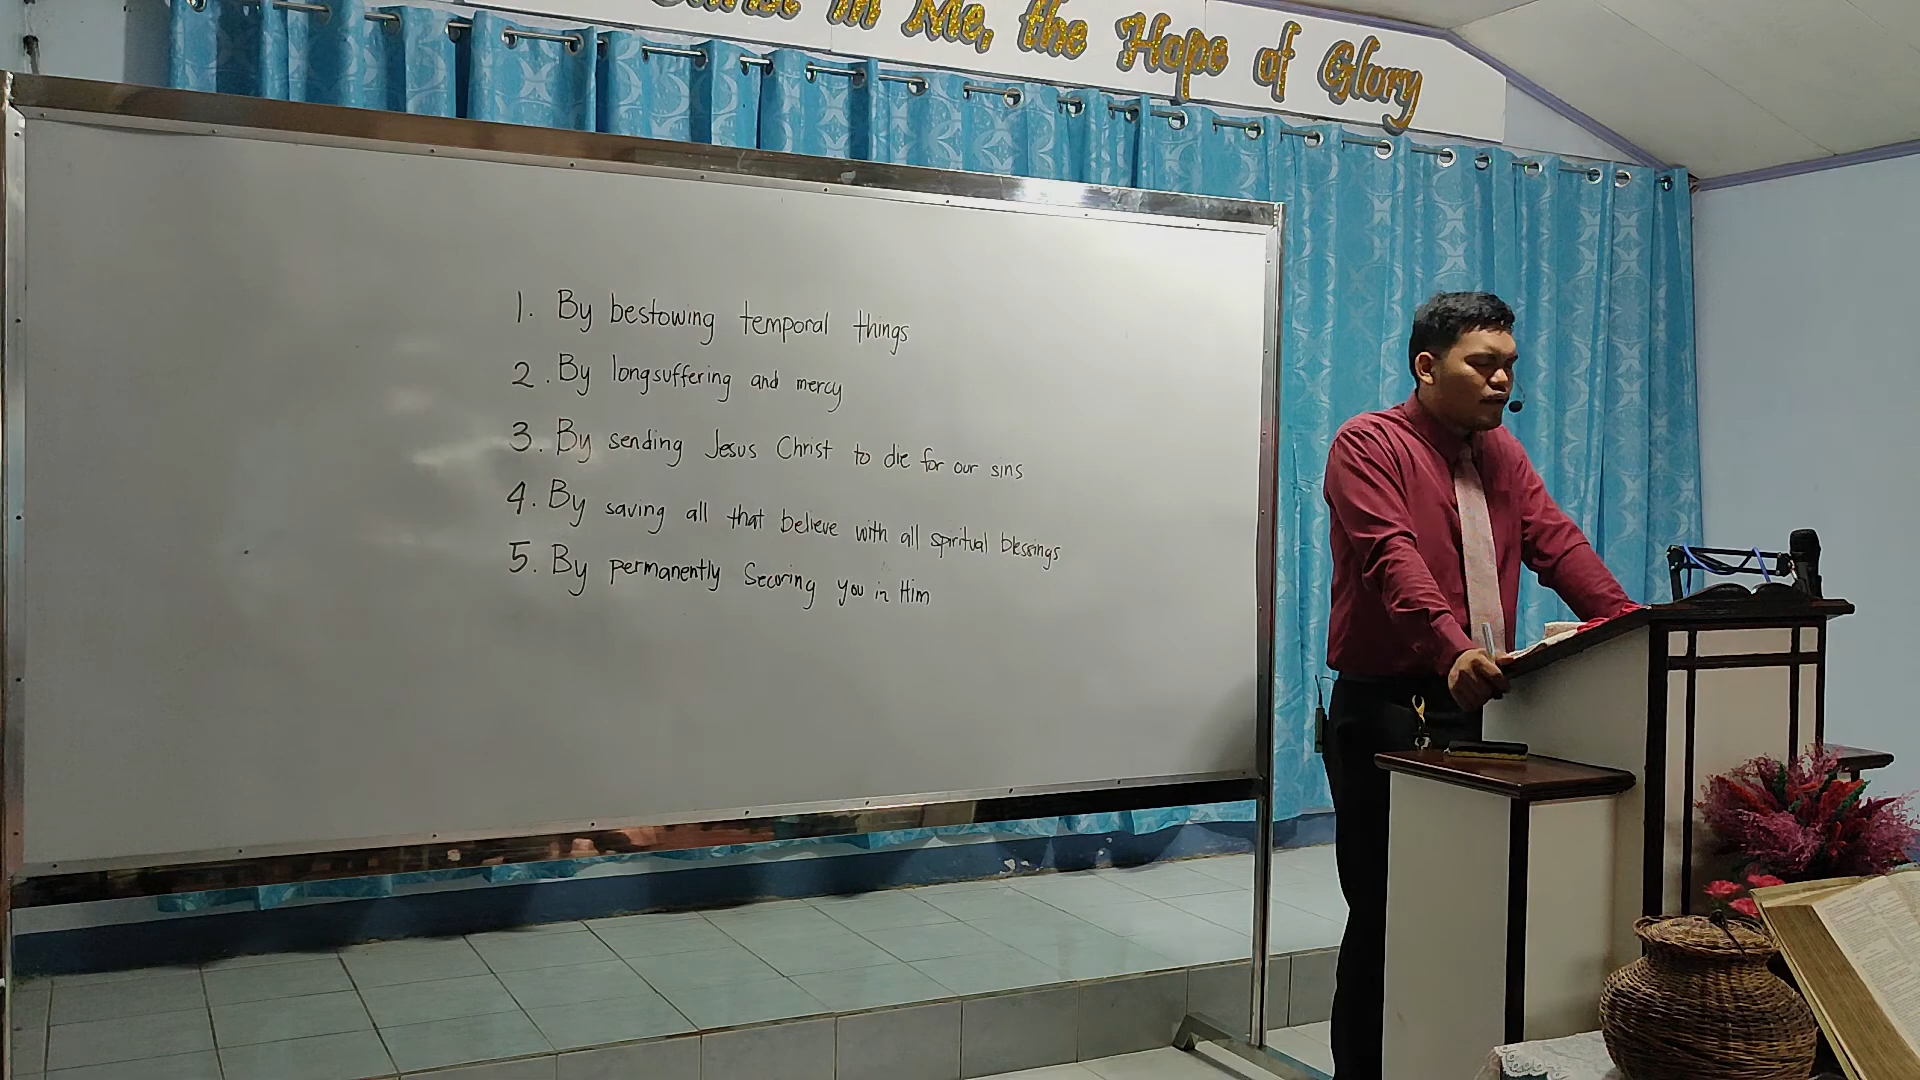 in Me, the Hope of Glory
1. By bestowing temporal things
2. By longsuffering and mercy
3. By sending Jesus Christ to die for our sins
4. By saving all that believe with all spiritual blessings
5. By permanently securing you in Him